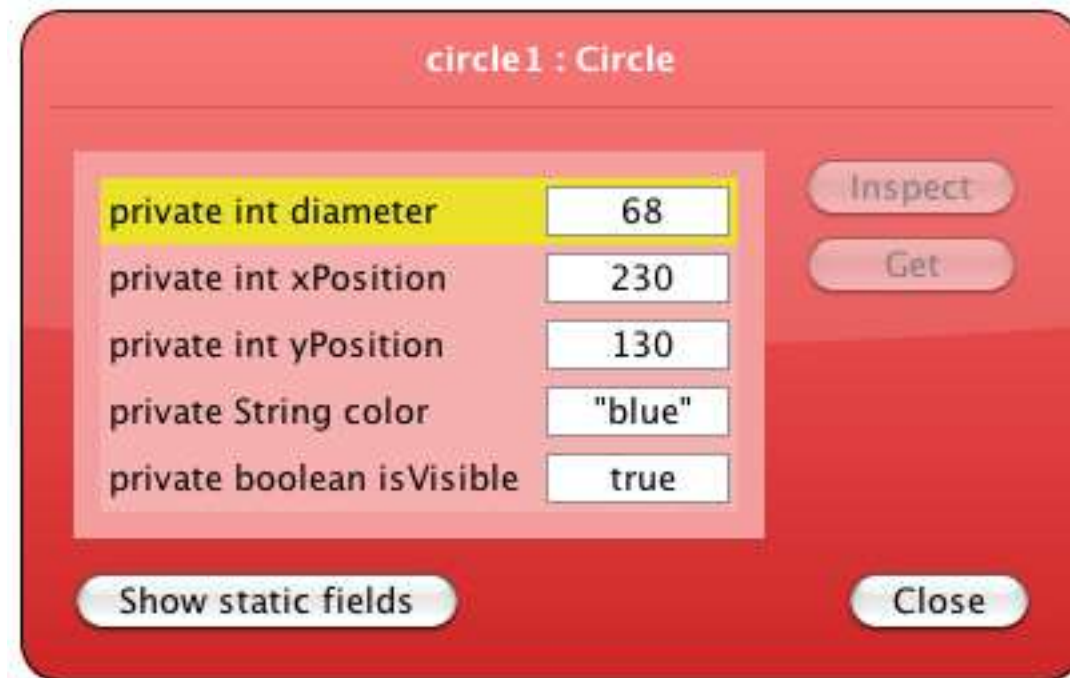 circle1 : Circle
private int diameter 68
private int xPosition 230
private int yPosition 130
private String color "blue"
private boolean isVisible true
Inspect
Get
Show static fields
Close